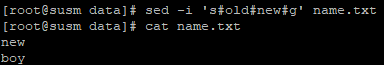 [root@susm data]# sed -i 's#old#new#g' name.txt
[root@susm data]# cat name.txt
new
boy